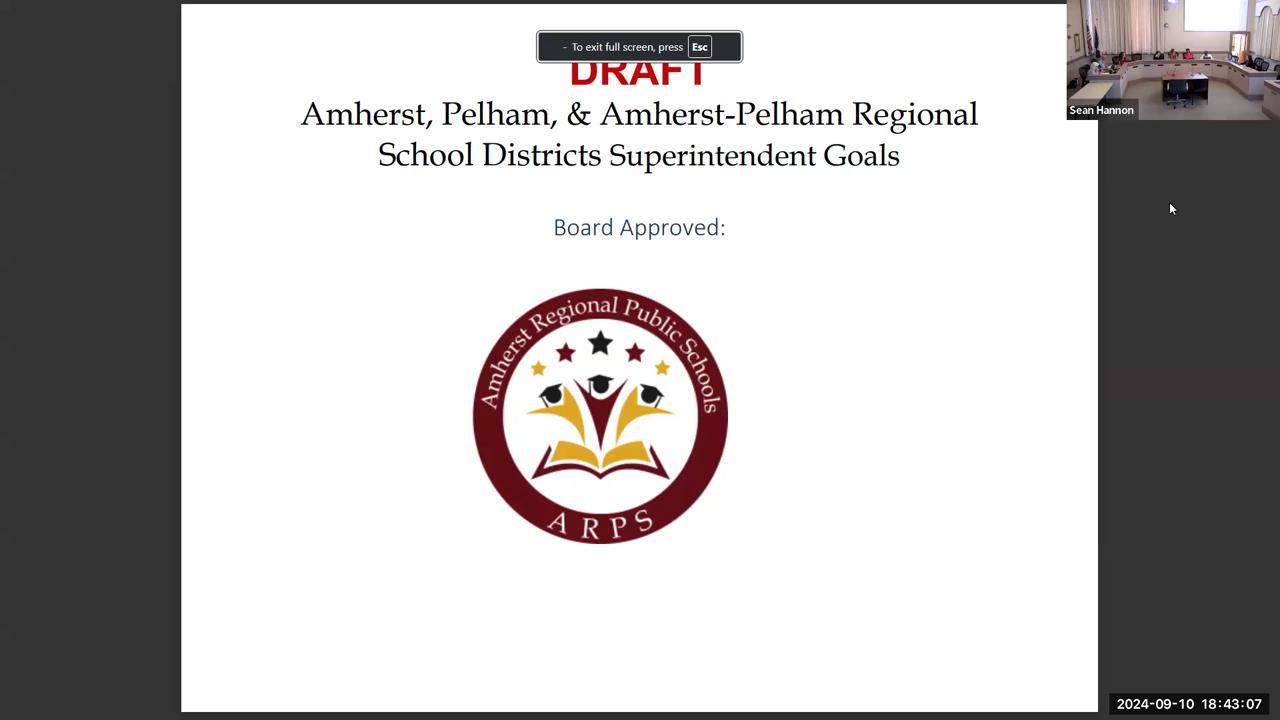 - To exit full screen, press Esc
DRAFT
Amherst, Pelham, & Amherst-Pelham Regional
School Districts Superintendent Goals
Board Approved:
Amherst Regional Public Schools
ARPS
Sean Hannon
2024-09-10 18:43:07